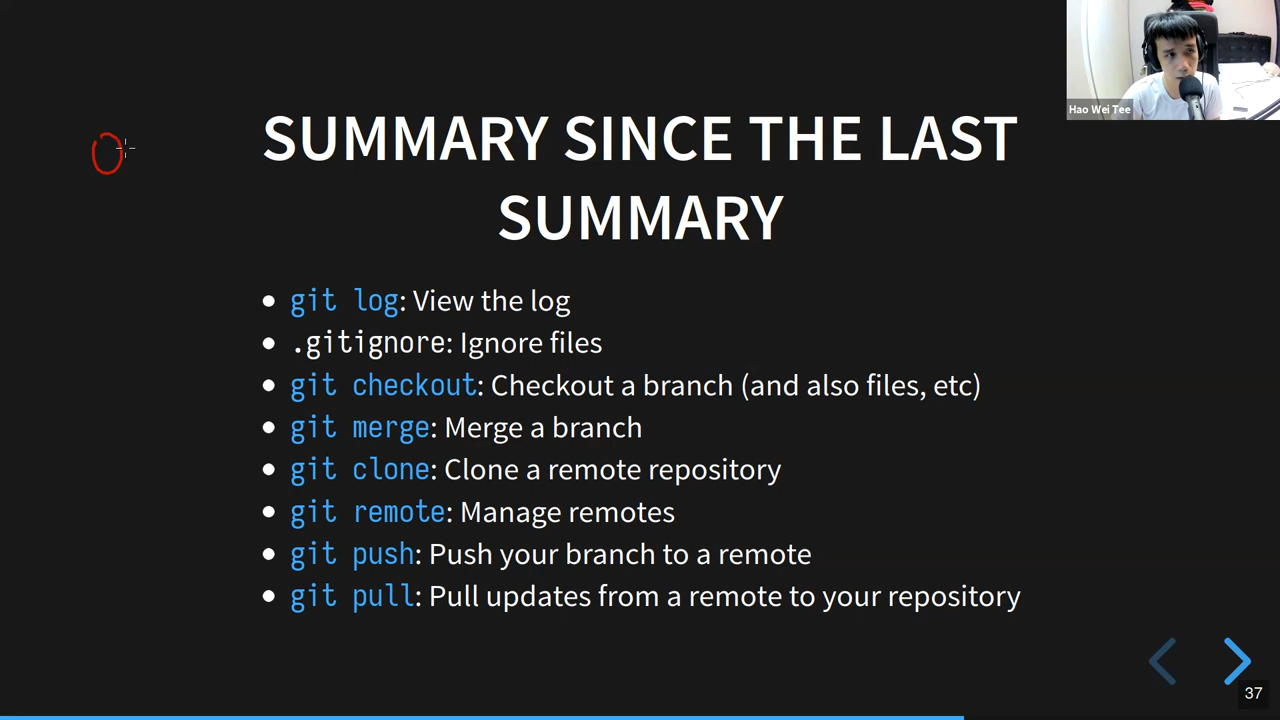 Hao Wei Tee
SUMMARY SINCE THE LAST
SUMMARY
git log: View the log
.gitignore: Ignore files
git checkout: Checkout a branch (and also files, etc)
git merge: Merge a branch
git clone: Clone a remote repository
git remote: Manage remotes
git push: Push your branch to a remote
git pull: Pull updates from a remote to your repository
37